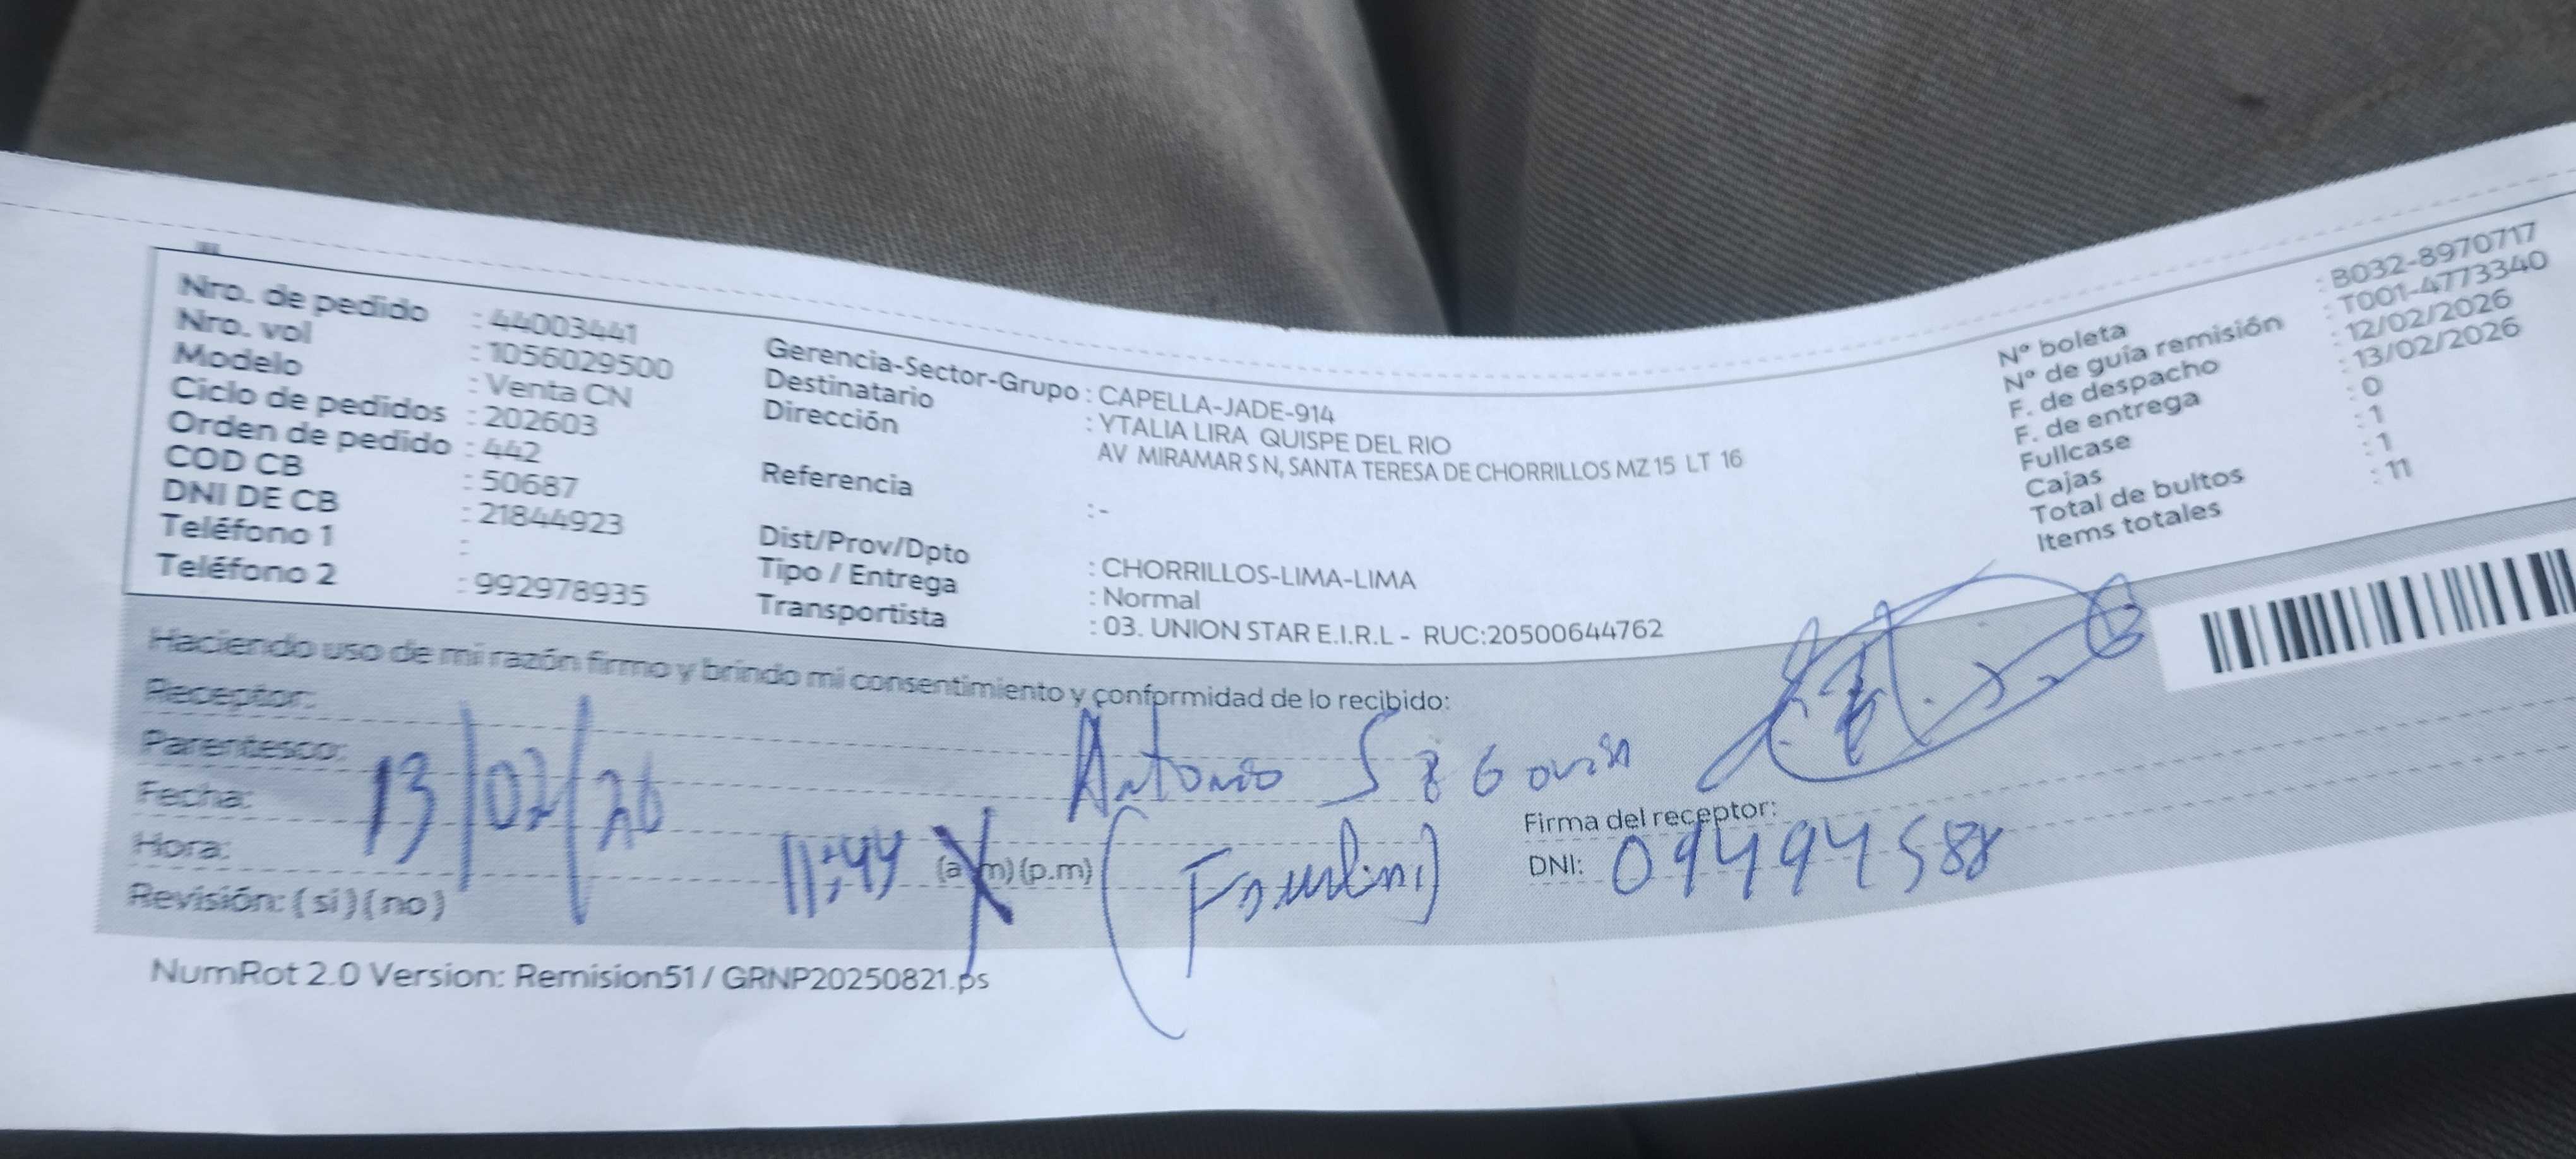 Nro. de pedido : 44003441
Nro. vol : 1056029500
Modelo : Venta CN
Ciclo de pedidos : 202603
Orden de pedido : 442
COD CB : 50687
DNI DE CB : 21844923
Teléfono 1 :
Teléfono 2 : 992978935
Gerencia-Sector-Grupo : CAPELLA-JADE-914
Destinatario : YTALIA LIRA QUISPE DEL RIO
Dirección AV MIRAMAR S N, SANTA TERESA DE CHORRILLOS MZ 15 LT 16
Referencia :-
Dist/Prov/Dpto : CHORRILLOS-LIMA-LIMA
Tipo / Entrega : Normal
Transportista : 03. UNION STAR E.I.R.L - RUC:20500644762
N° boleta : B032-8970717
N° de guía remisión : T001-4773340
F. de despacho : 12/02/2026
F. de entrega : 13/02/2026
Fullcase : 0
Cajas : 1
Total de bultos : 1
Items totales : 11
Haciendo uso de mi razón firmo y brindo mi consentimiento y conformidad de lo recibido:
Receptor: Antonio
Parentesco:
Fecha: 13/02/26
Hora: 11:44 (a.m)(p.m)
Revisión: (si)(no)
Firma del receptor:
DNI: 09494588
NumRot 2.0 Version: Remision51 / GRNP20250821.ps